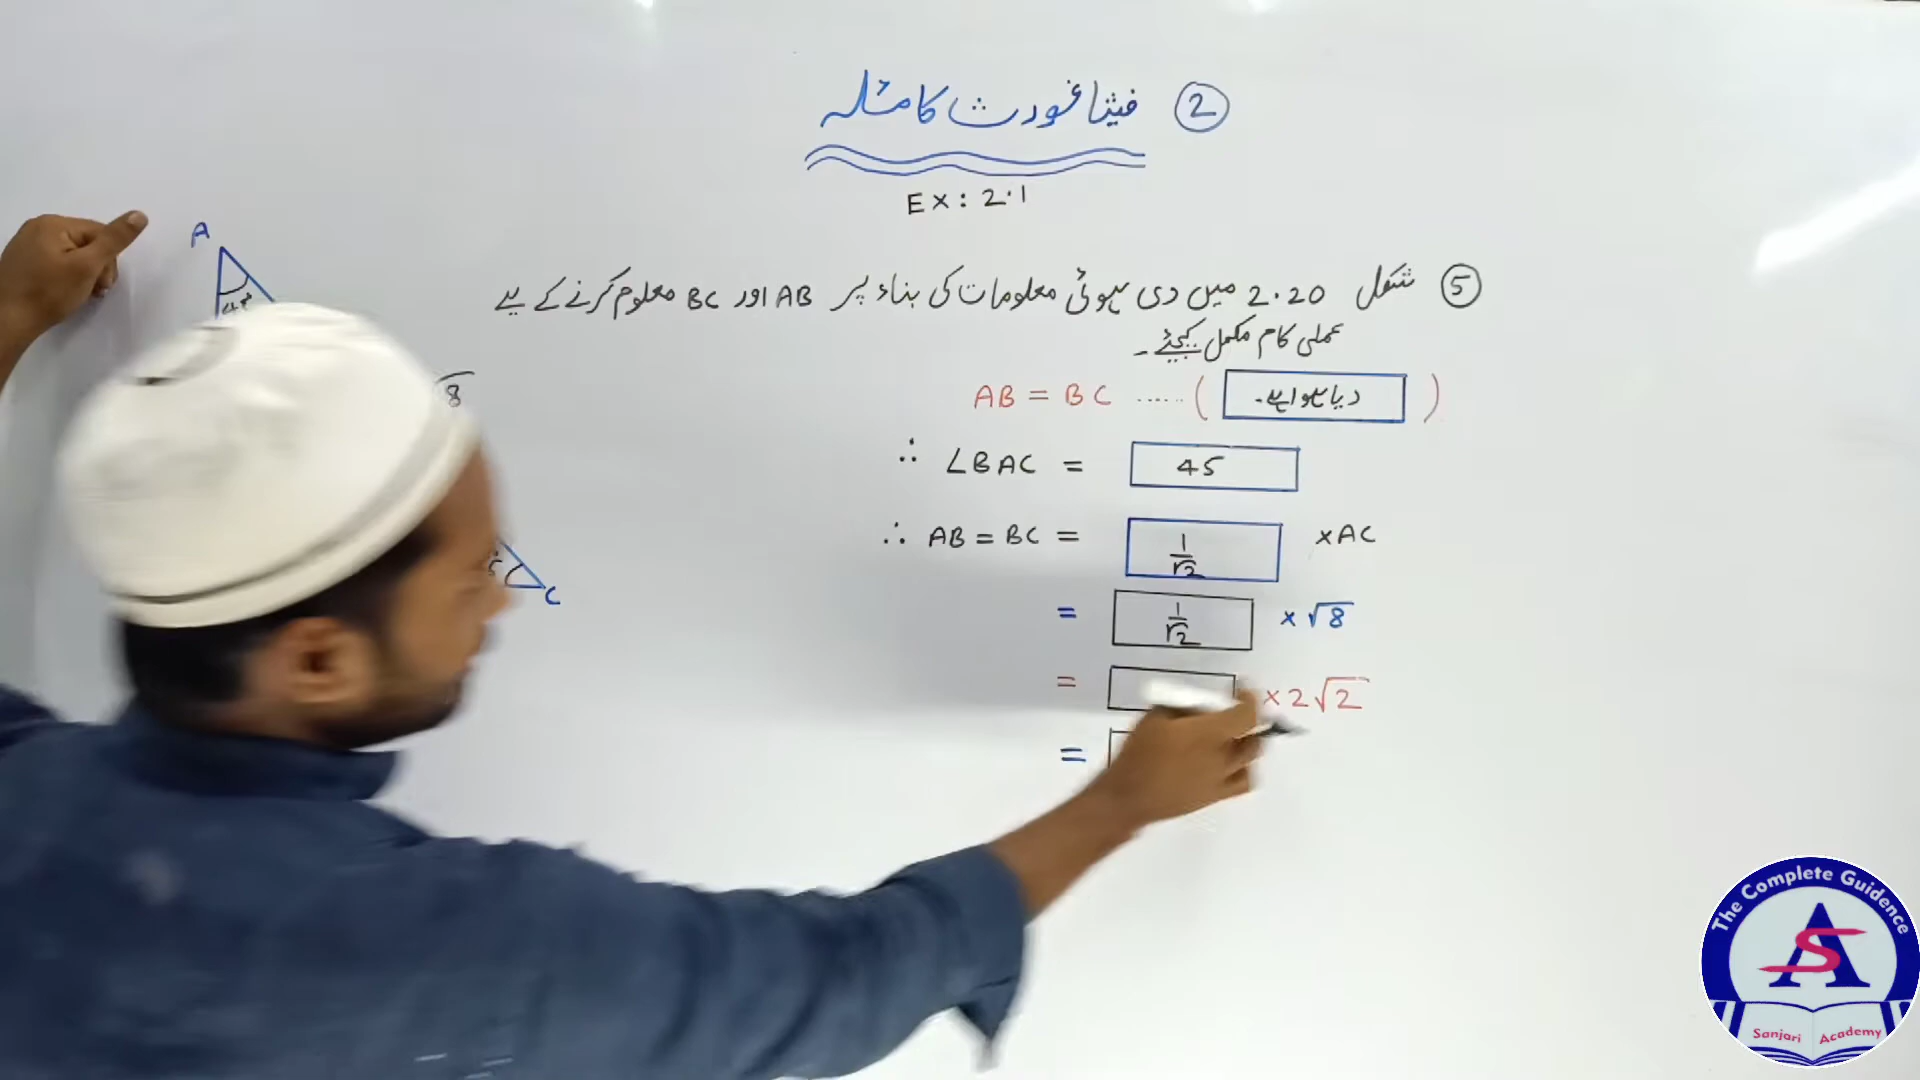 ② فیثاغورث کا مسئلہ
EX: 2.1
⑤ شکل 2.20 میں دی ہوئی معلومات کی بناء پر AB اور BC معلوم کرنے کے لیے
عملی کام مکمل کیجئے۔
AB = BC ...... ( دیا ہوا ہے۔ )
∴ ∠BAC = 45
∴ AB = BC = 1/√2 ×AC
= 1/√2 × √8
= × 2√2
=
A
8
C
The Complete Guidence
AS
Sanjari Academy